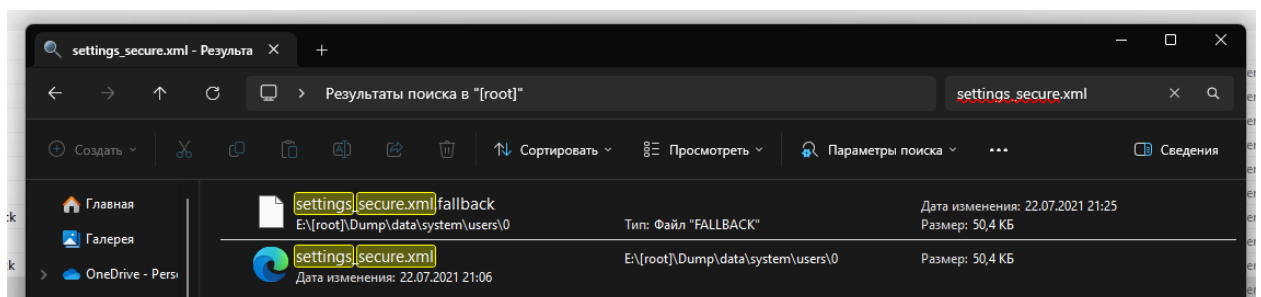 settings_secure.xml - Результа
Результаты поиска в "[root]"
settings_secure.xml
Создать
Сортировать
Просмотреть
Параметры поиска
Сведения
Главная
Галерея
OneDrive - Perso
settings_secure.xml.fallback
E:\[root]\Dump\data\system\users\0
Тип: Файл "FALLBACK"
Дата изменения: 22.07.2021 21:25
Размер: 50,4 КБ
settings_secure.xml
Дата изменения: 22.07.2021 21:06
E:\[root]\Dump\data\system\users\0
Размер: 50,4 КБ